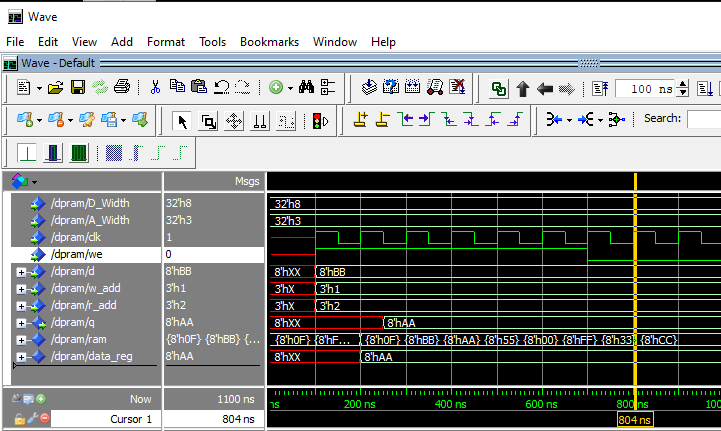 Wave
File Edit View Add Format Tools Bookmarks Window Help
Wave - Default
100 ns
Search:
Msgs
/dpram/D_Width 32'h8 32'h8
/dpram/A_Width 32'h3 32'h3
/dpram/clk 1
/dpram/we 0
/dpram/d 8'hBB 8'hXX 8'hBB
/dpram/w_add 3'h1 3'hX 3'h1
/dpram/r_add 3'h2 3'hX 3'h2
/dpram/q 8'hAA 8'hXX 8'hAA
/dpram/ram {8'h0F} {8'hBB} {... {8'h0F} {8'hF... {8'h0F} {8'hBB} {8'hAA} {8'h55} {8'h00} {8'hFF} {8'h33} {8'hCC}
/dpram/data_reg 8'hAA 8'hXX 8'hAA
Now 1100 ns ns 200 ns 400 ns 600 ns 800 ns 1000
Cursor 1 804 ns 804 ns